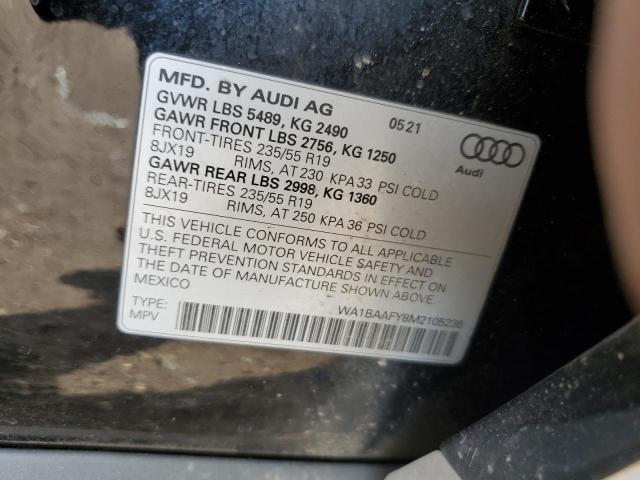 MFD. BY AUDI AG
0521
GVWR LBS 5489, KG 2490
GAWR FRONT LBS 2756, KG 1250
FRONT-TIRES 235/55 R19
8JX19 RIMS, AT 230 KPA 33 PSI COLD
GAWR REAR LBS 2998, KG 1360
REAR-TIRES 235/55 R19
8JX19 RIMS, AT 250 KPA 36 PSI COLD
Audi
THIS VEHICLE CONFORMS TO ALL APPLICABLE
U.S. FEDERAL MOTOR VEHICLE SAFETY AND
THEFT PREVENTION STANDARDS IN EFFECT ON
THE DATE OF MANUFACTURE SHOWN ABOVE.
MEXICO
TYPE:
MPV
WA1BAAFY8M2105236